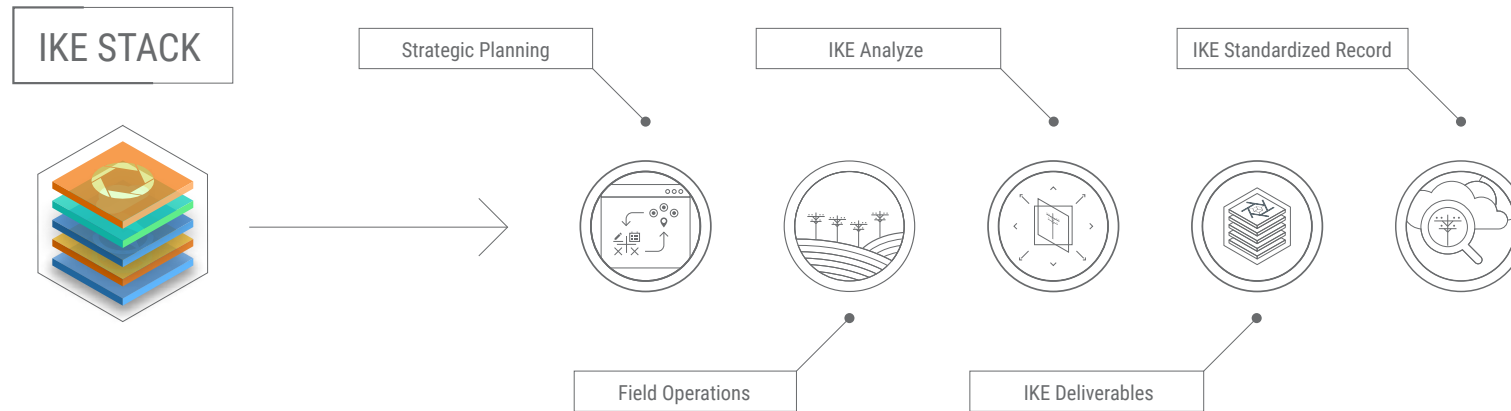 IKE STACK
Strategic Planning
IKE Analyze
IKE Standardized Record
Field Operations
IKE Deliverables